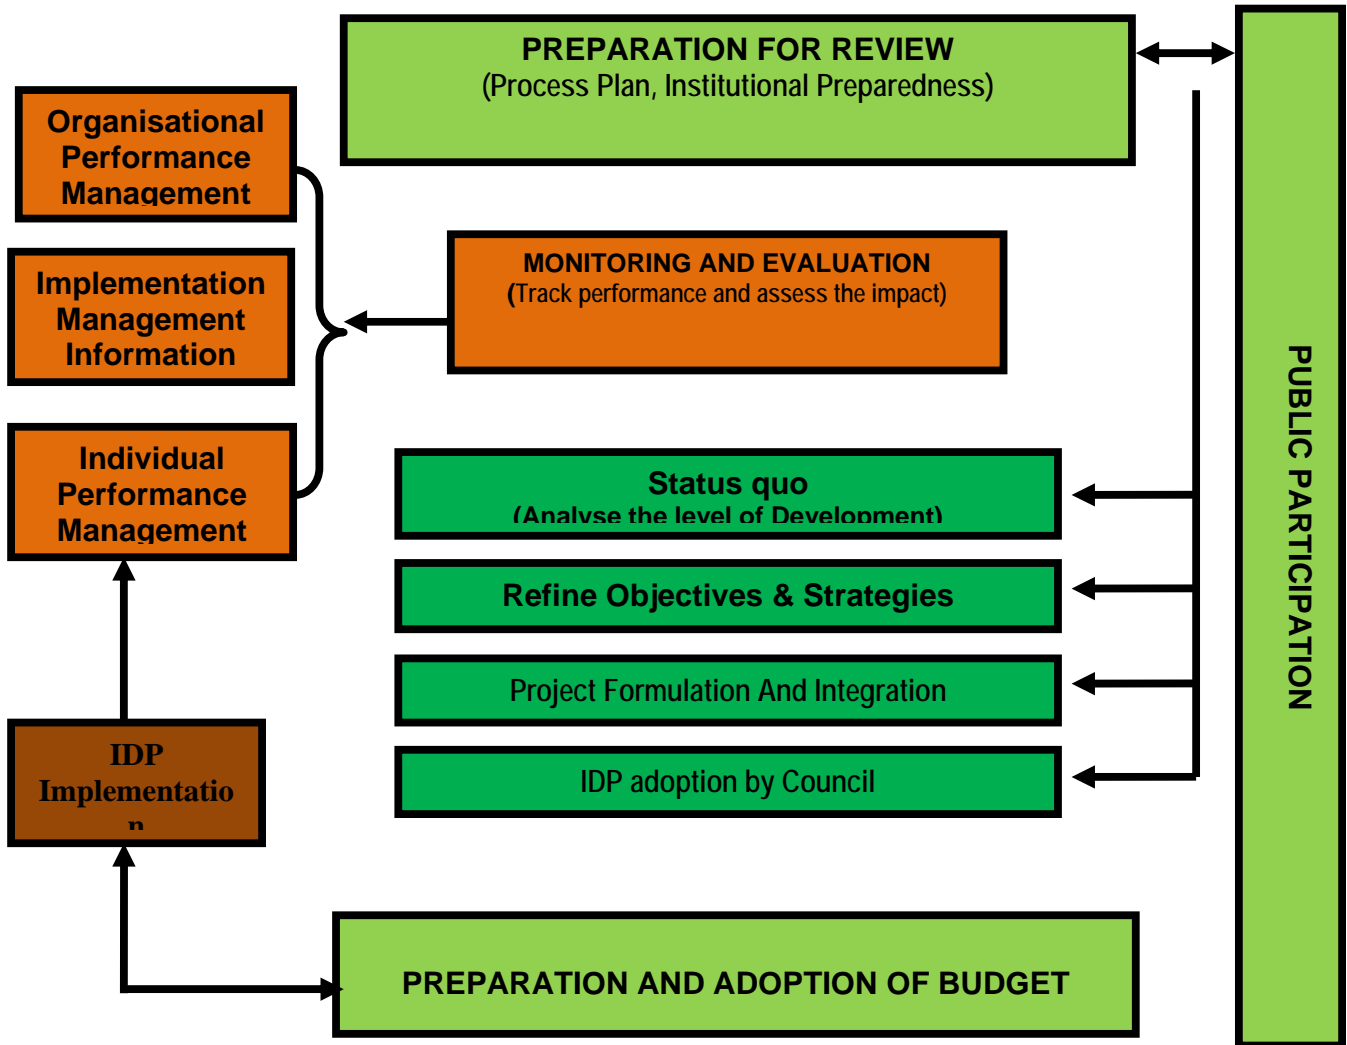 PREPARATION FOR REVIEW
(Process Plan, Institutional Preparedness)
Organisational
Performance
Management
MONITORING AND EVALUATION
(Track performance and assess the impact)
Implementation
Management
Information
Individual
Performance
Management
Status quo
(Analyse the level of Development)
Refine Objectives & Strategies
Project Formulation And Integration
IDP adoption by Council
IDP
Implementatio
n
PREPARATION AND ADOPTION OF BUDGET
PUBLIC PARTICIPATION